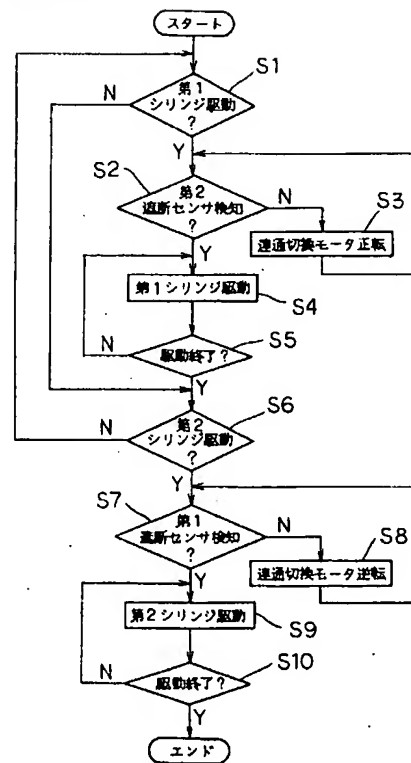 スタート
S1
N
第1
シリンジ駆動
?
Y
S2
第2
遮断センサ検知
?
N
S3
連通切換モータ正転
Y
第1シリンジ駆動
S4
N
駆動終了?
S5
Y
S6
N
第2
シリンジ駆動
?
Y
S7
第1
遮断センサ検知
?
N
S8
連通切換モータ逆転
Y
第2シリンジ駆動
S9
N
駆動終了?
S10
Y
エンド